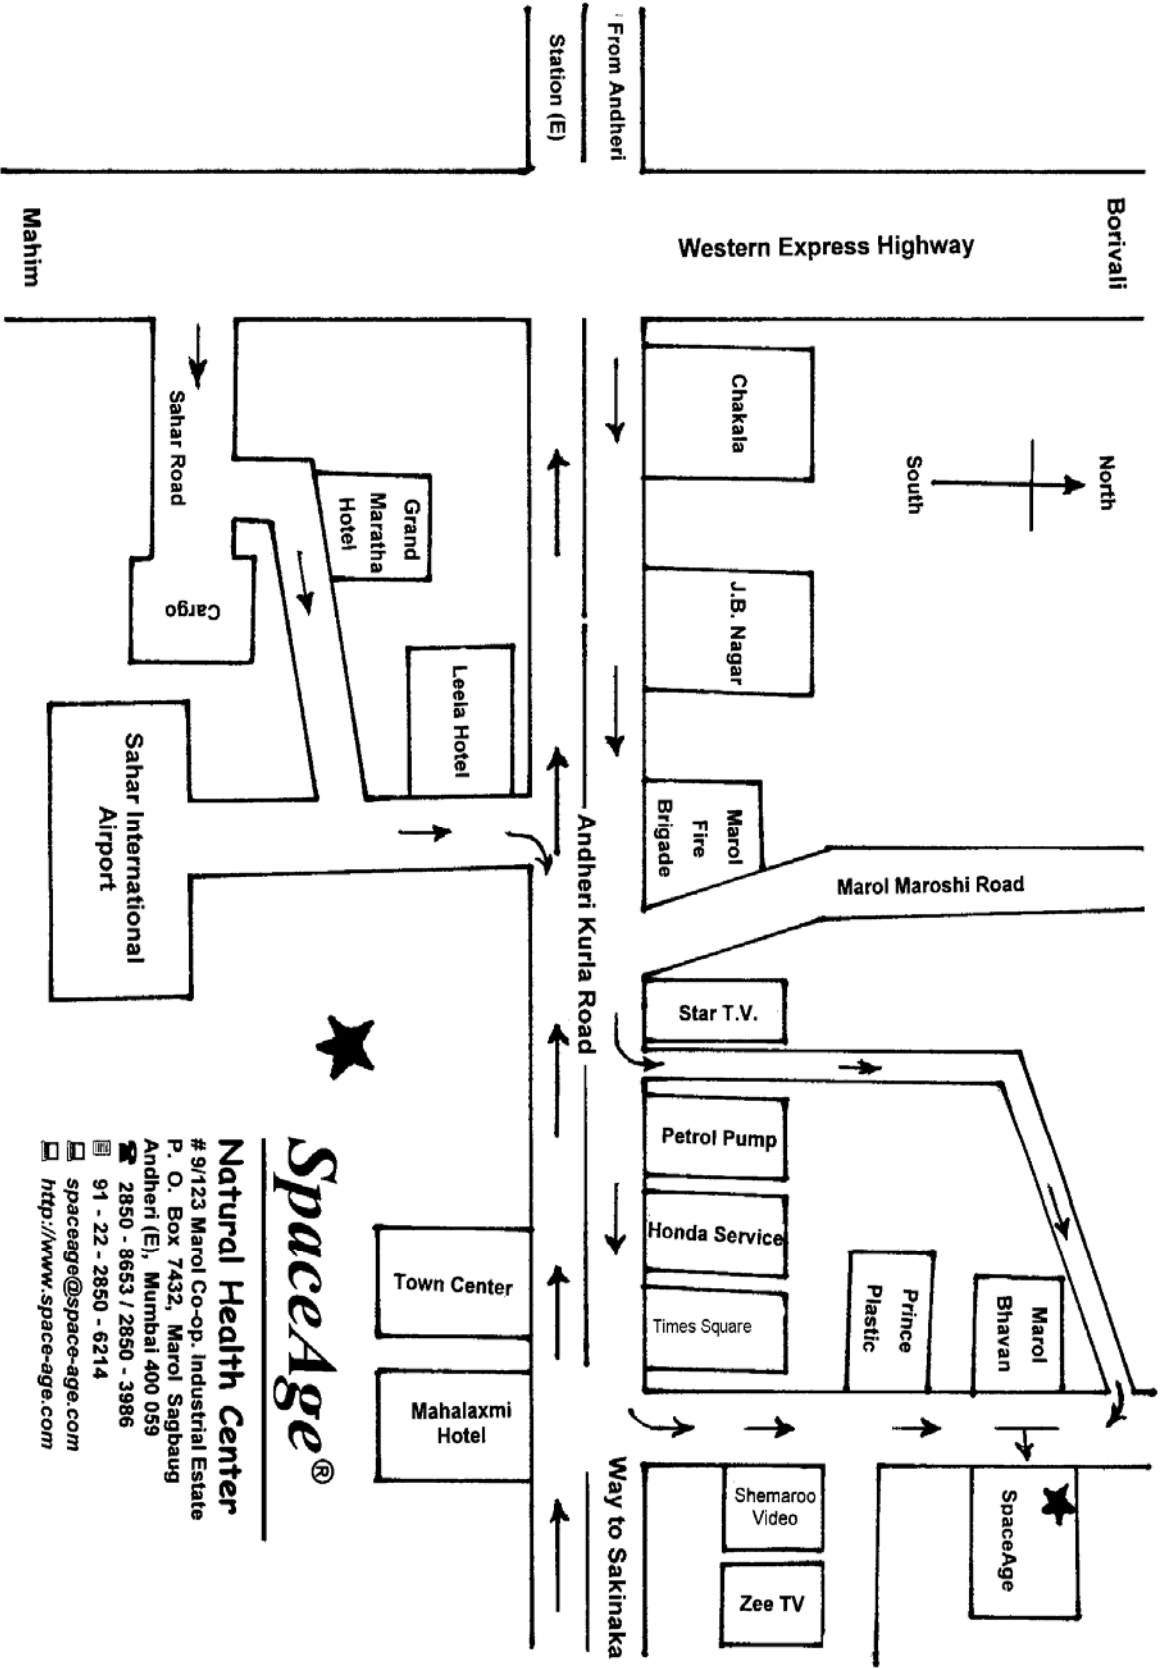 From Andheri
Station (E)
Borivali
Western Express Highway
Mahim
North
South
Chakala
J.B. Nagar
Marol
Fire
Brigade
Marol Maroshi Road
Sahar Road
Grand
Maratha
Hotel
Cargo
Leela Hotel
Sahar International
Airport
Andheri Kurla Road
Star T.V.
Petrol Pump
Honda Service
Times Square
Prince
Plastic
Marol
Bhavan
Town Center
Mahalaxmi
Hotel
Way to Sakinaka
Shemaroo
Video
Zee TV
SpaceAge
SpaceAge®
Natural Health Center
# 9/123 Marol Co-op. Industrial Estate
P. O. Box 7432, Marol Sagbaug
Andheri (E), Mumbai 400 059
2850 - 8653 / 2850 - 3986
91 - 22 - 2850 - 6214
spaceage@space-age.com
http://www.space-age.com